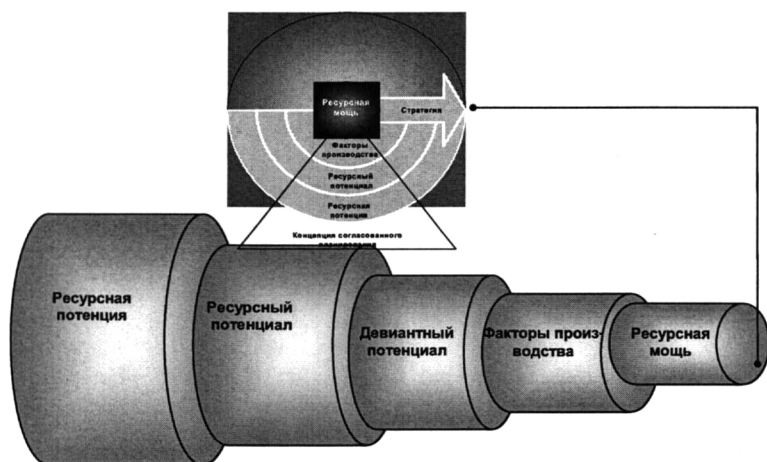 Ресурсная
мощь
Стратегия
Факторы
производства
Ресурсный
потенциал
Ресурсная
потенция
Концепция согласованного
планирования
Ресурсная
потенция
Ресурсный
потенциал
Девиантный
потенциал
Факторы произ-
водства
Ресурсная
мощь